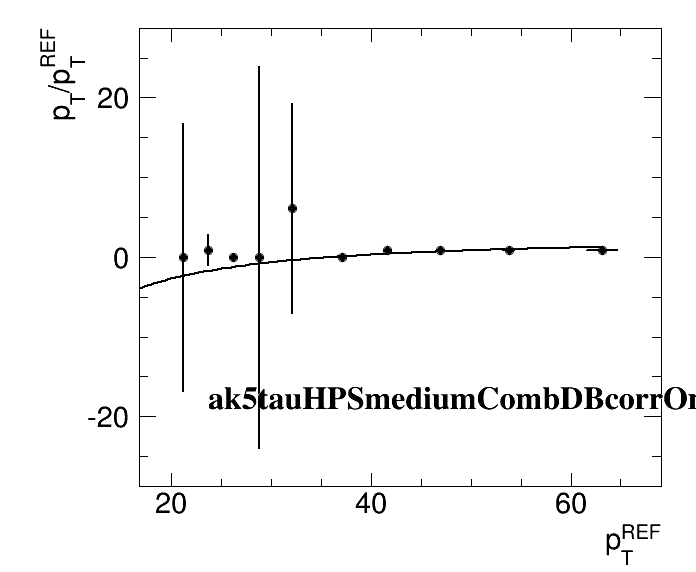 p_T/p_T^REF
20
0
-20
ak5tauHPSmediumCombDBcorrOn
20 40 60
p_T^REF